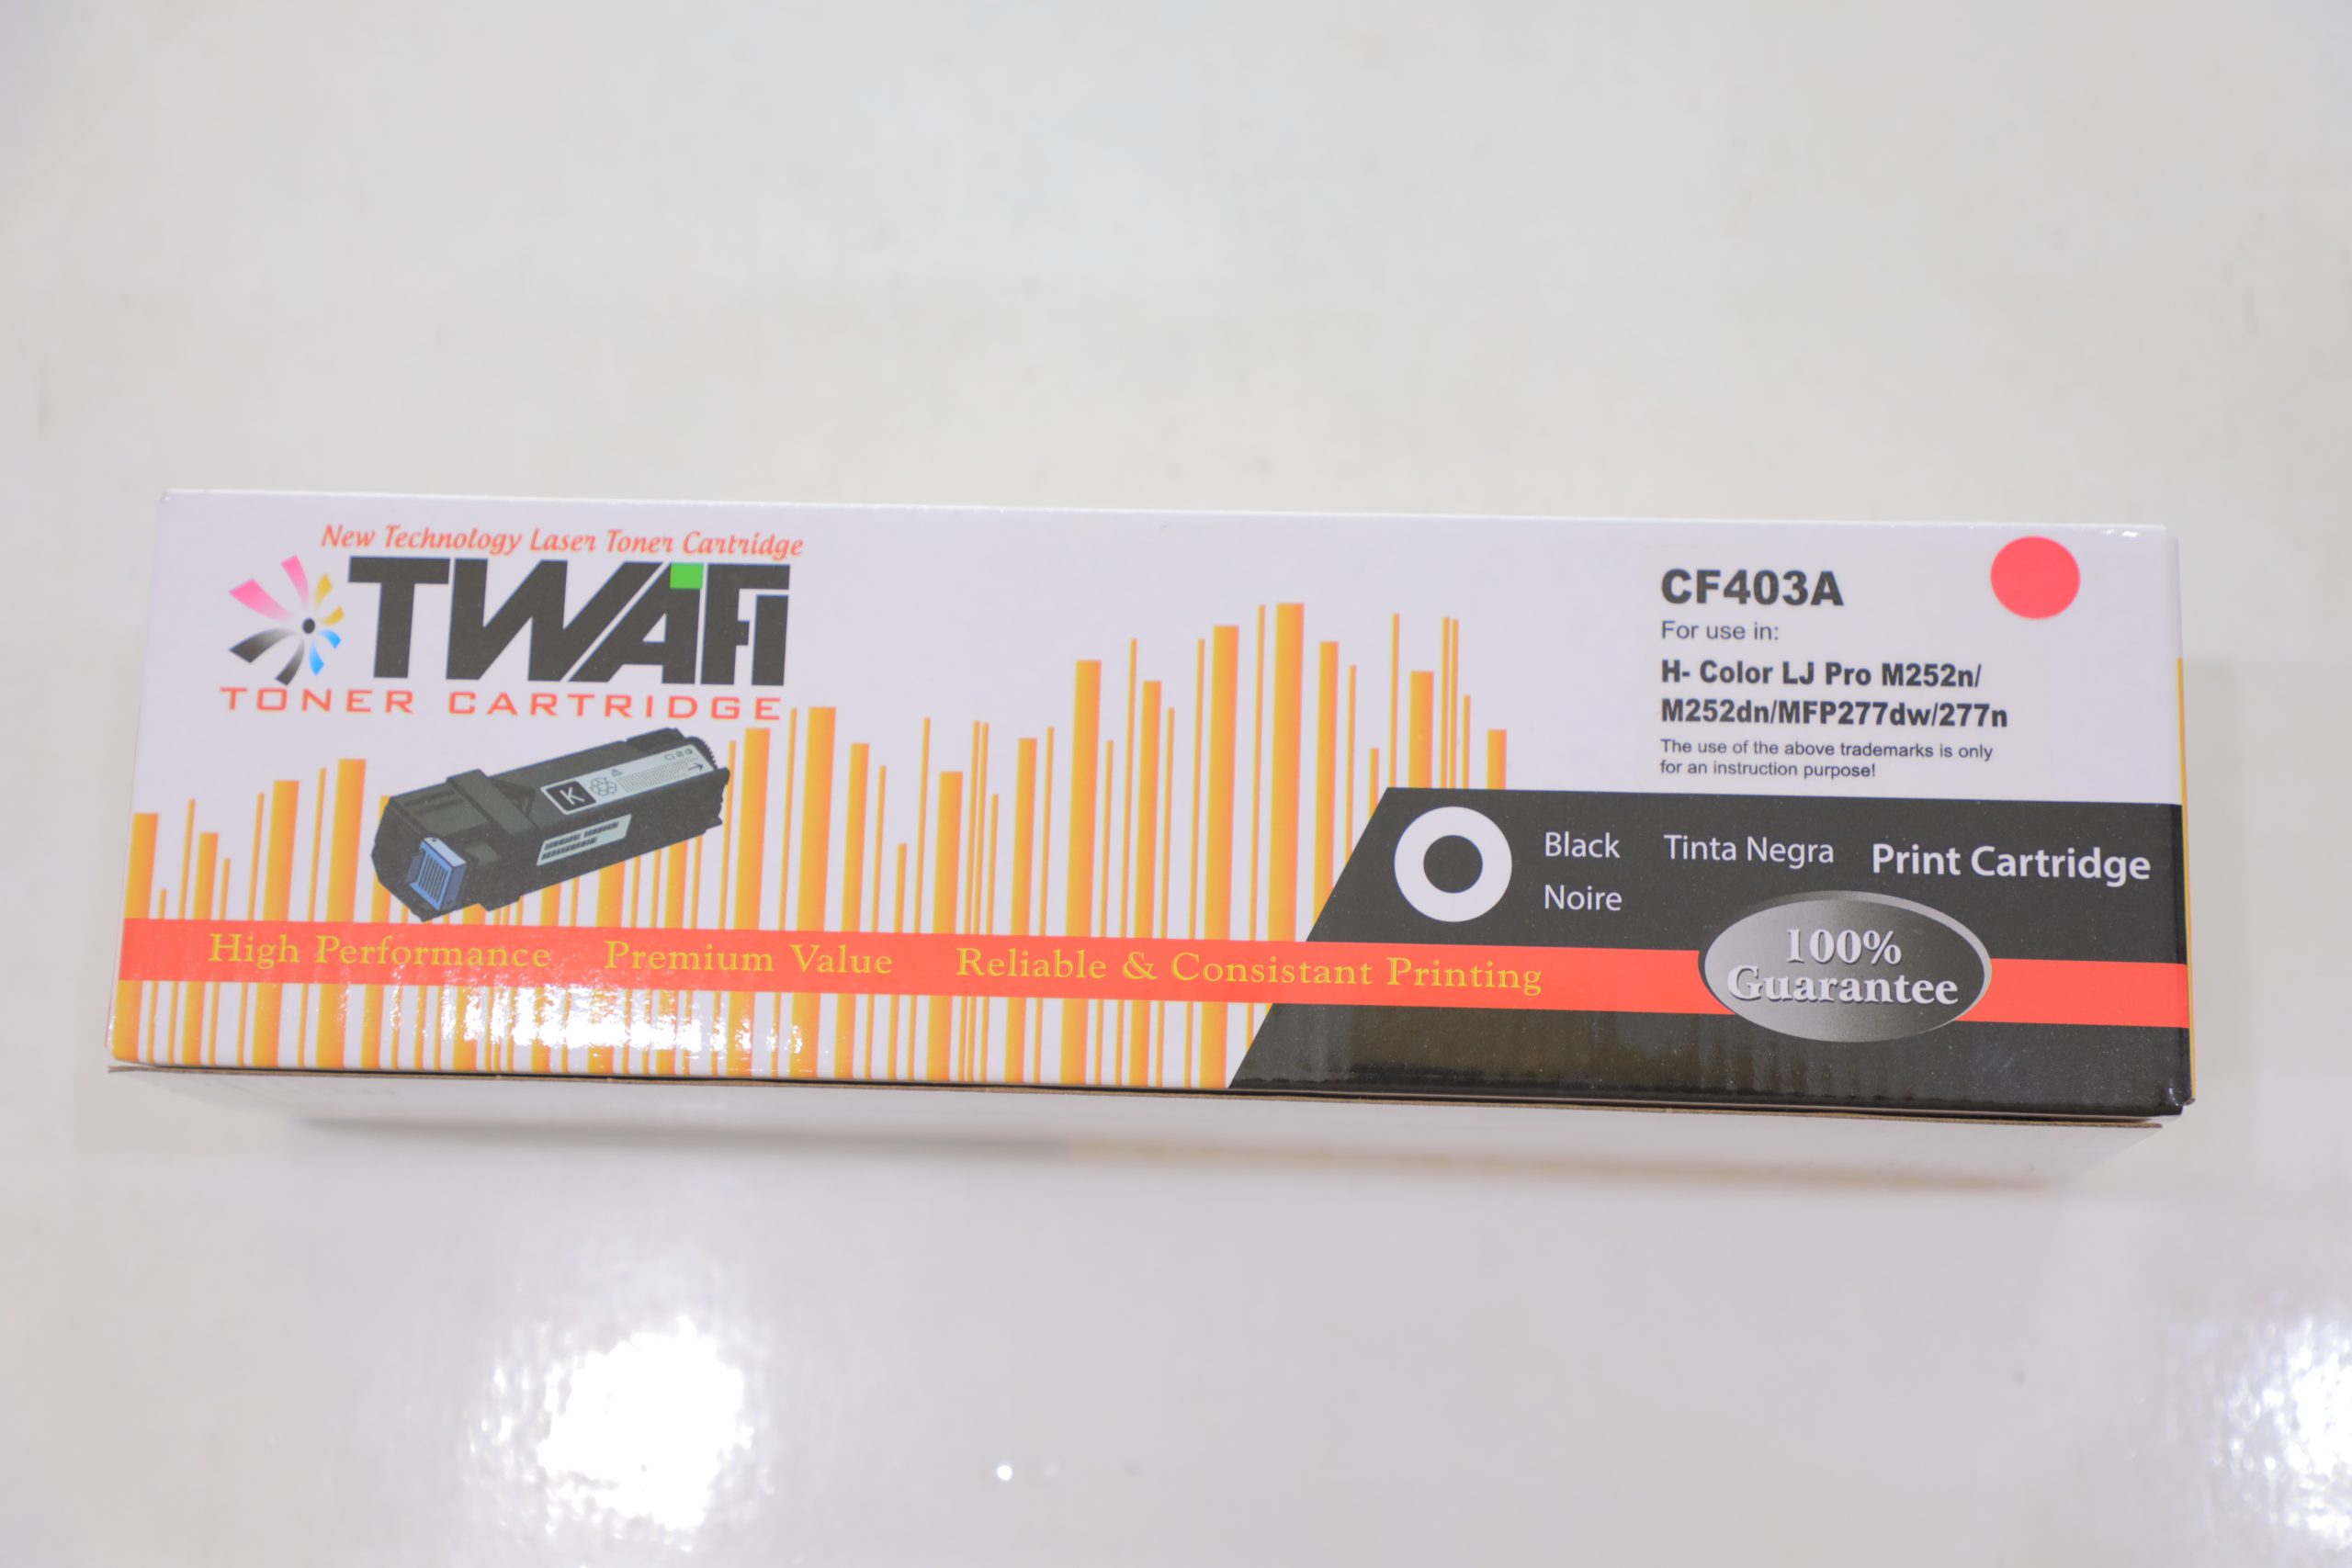 New Technology Laser Toner Cartridge
TWAFI
TONER CARTRIDGE
K
CF403A
For use in:
H- Color LJ Pro M252n/
M252dn/MFP277dw/277n
The use of the above trademarks is only
for an instruction purpose!
Black Tinta Negra Print Cartridge
Noire
High Performance Premium Value Reliable & Consistant Printing
100%
Guarantee